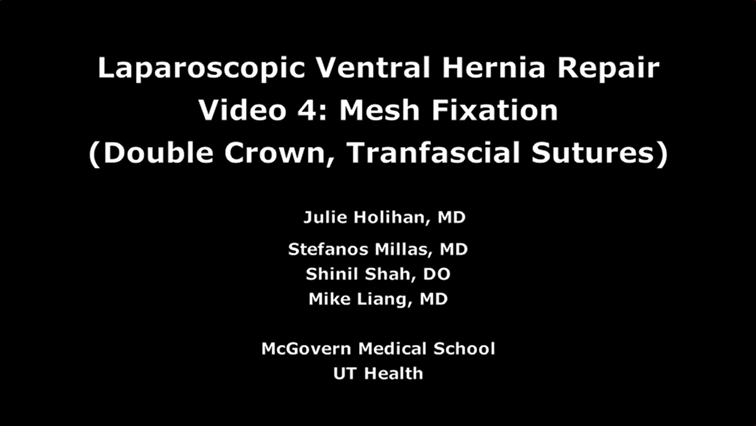 Laparoscopic Ventral Hernia Repair
Video 4: Mesh Fixation
(Double Crown, Tranfascial Sutures)
Julie Holihan, MD
Stefanos Millas, MD
Shinil Shah, DO
Mike Liang, MD
McGovern Medical School
UT Health